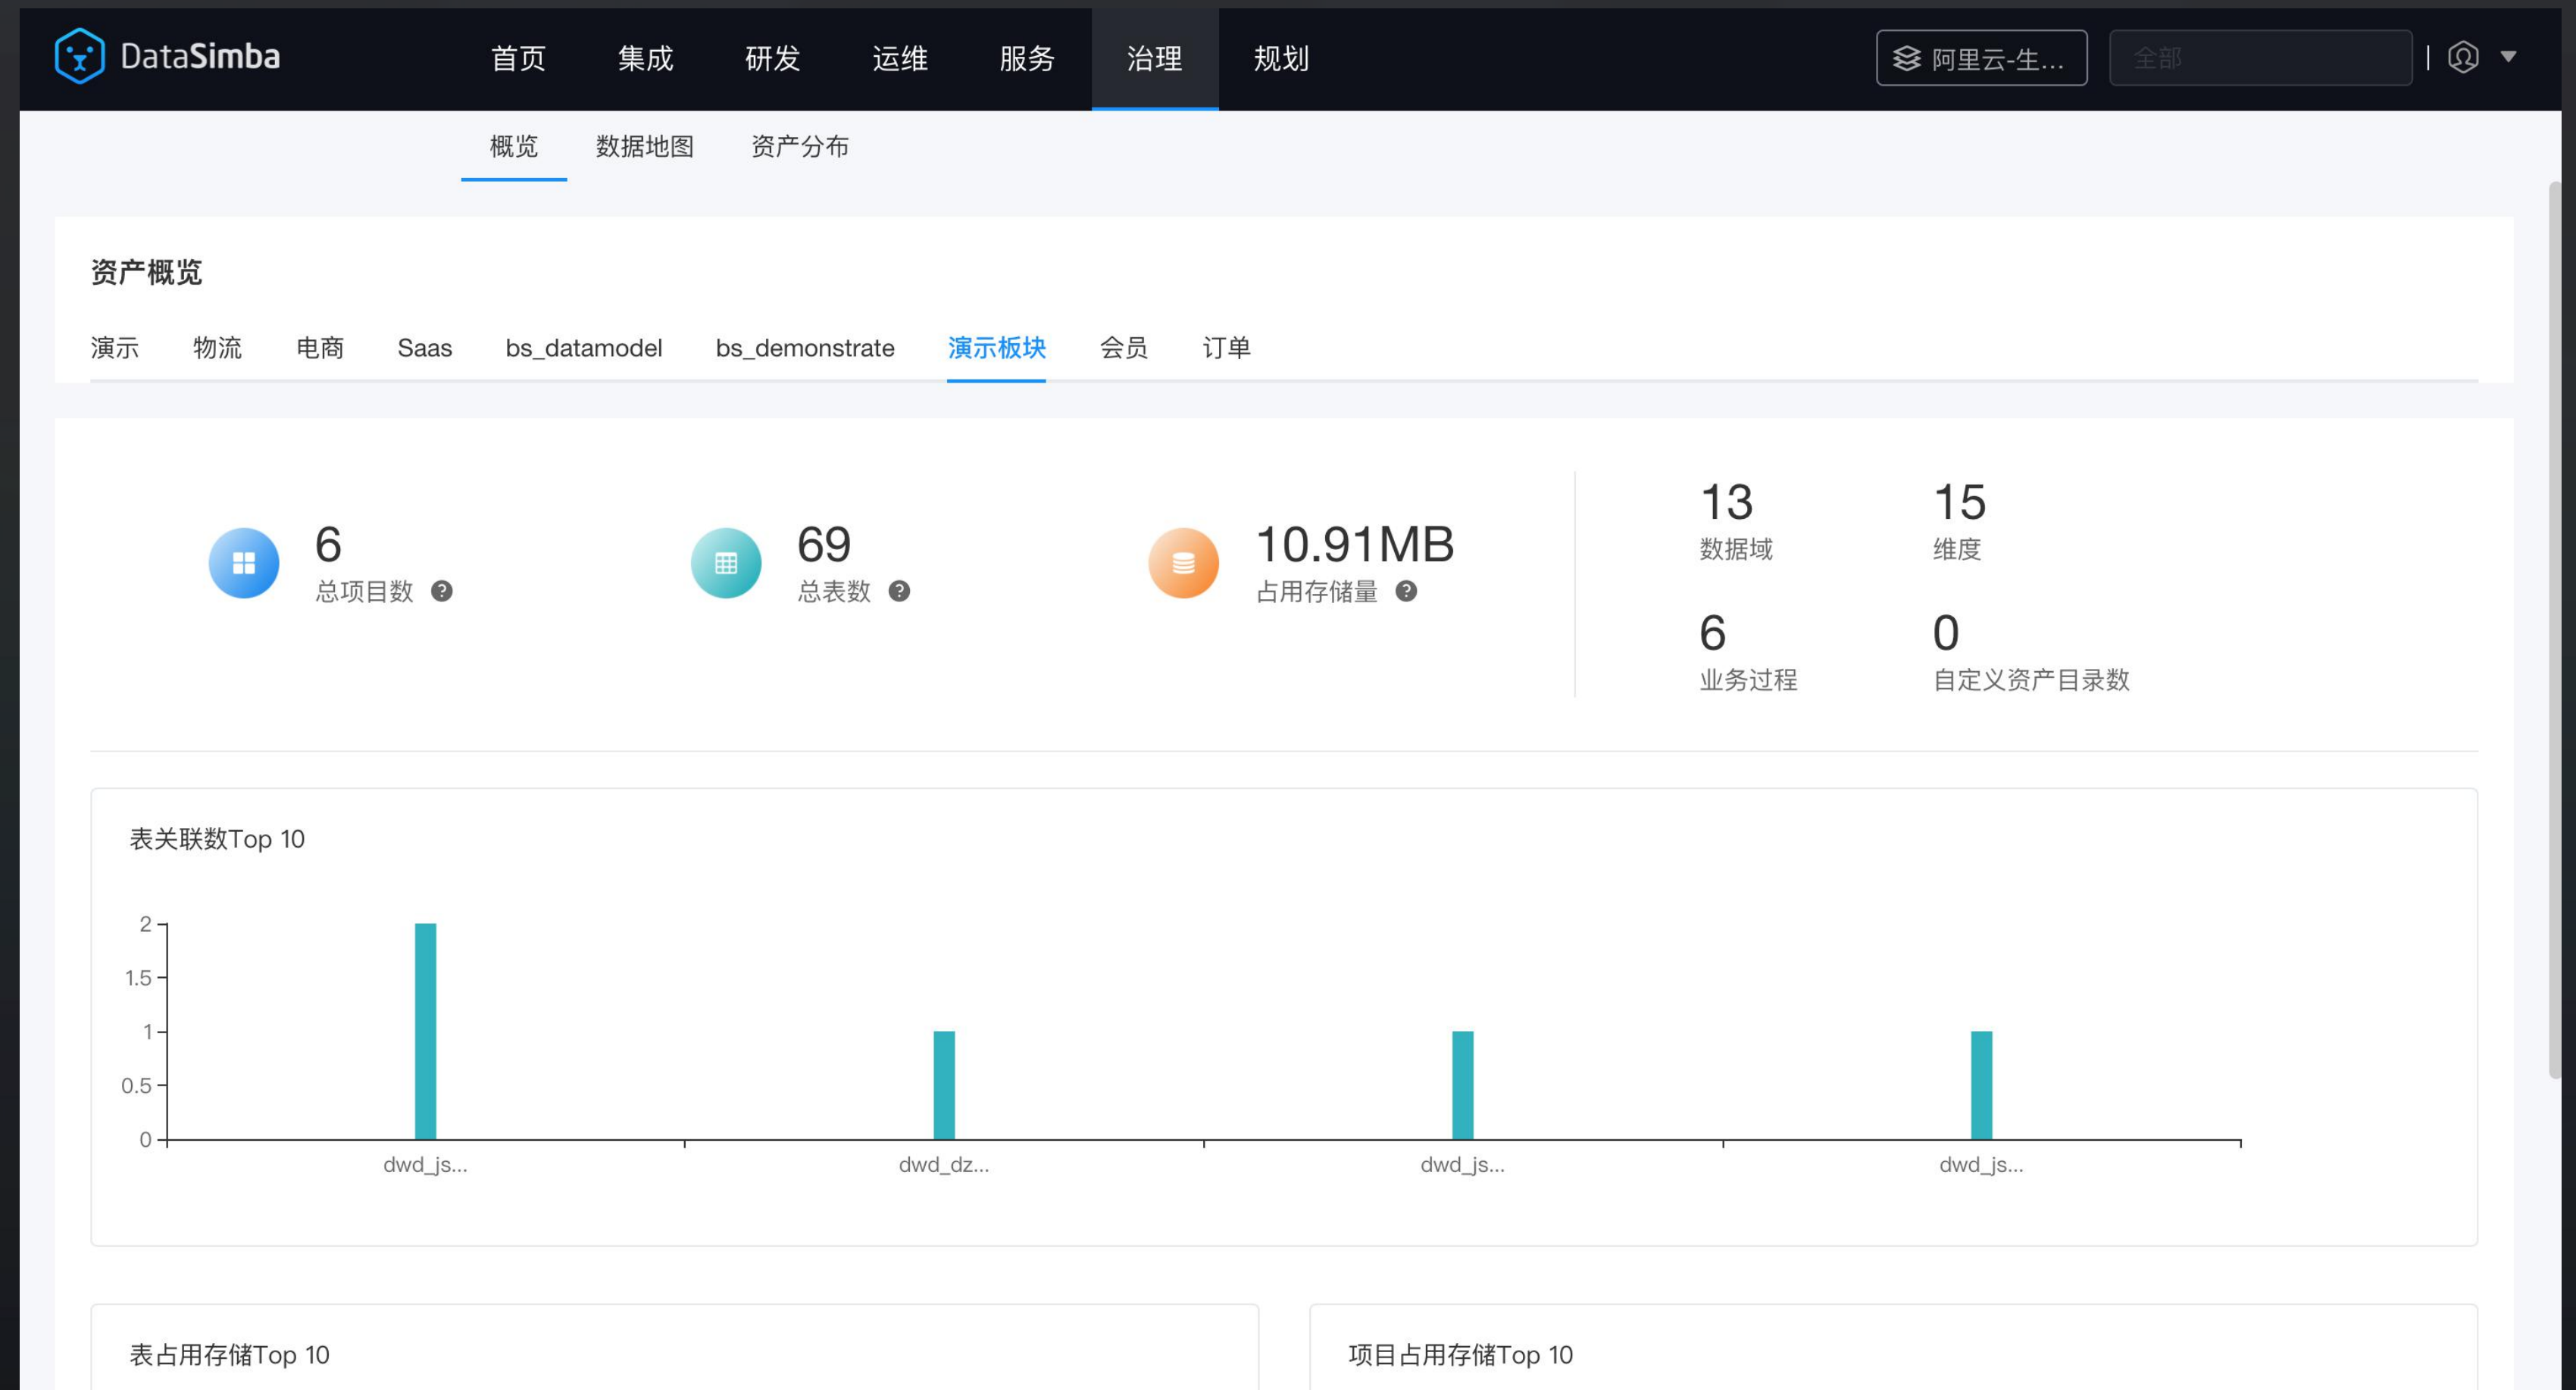 DataSimba 首页 集成 研发 运维 服务 治理 规划 阿里云-生... 全部
概览 数据地图 资产分布
资产概览
演示 物流 电商 Saas bs_datamodel bs_demonstrate 演示板块 会员 订单
6
总项目数
69
总表数
10.91MB
占用存储量
13
数据域
15
维度
6
业务过程
0
自定义资产目录数
表关联数Top 10
2
1.5
1
0.5
0
dwd_js... dwd_dz... dwd_js... dwd_js...
表占用存储Top 10
项目占用存储Top 10